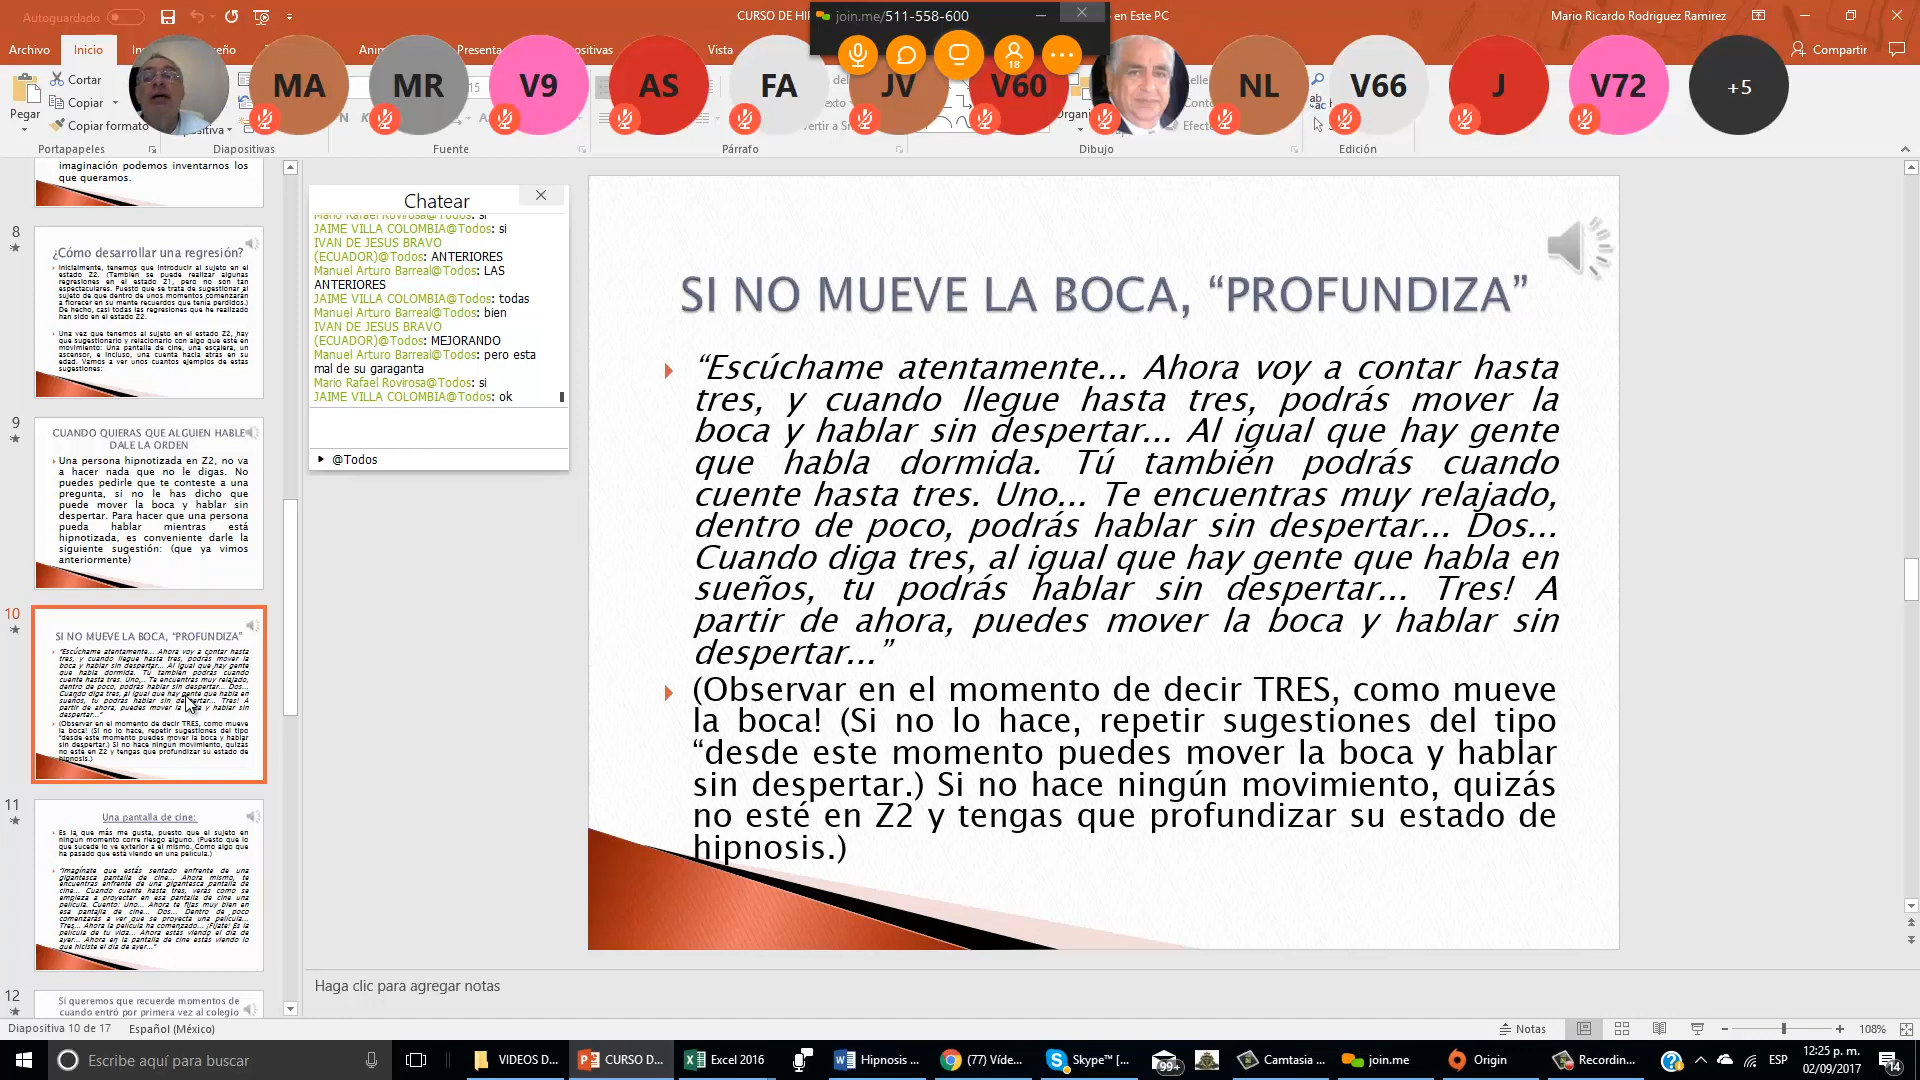 Autoguardado
CURSO DE HI
en Este PC
Mario Ricardo Rodriguez Ramirez
join.me/511-558-600
Archivo
Inicio
Presenta
Vista
Compartir
Pegar
Cortar
Copiar
Copiar formato
MA
MR
V9
AS
FA
JV
V60
NL
V66
J
V72
+5
18
Portapapeles
Diapositivas
Fuente
Párrafo
Dibujo
Edición
imaginación podemos inventarnos los
que queramos.
8
¿Cómo desarrollar una regresión?
Inicialmente, tenemos que introducir al sujeto en el
estado Z2. (También se puede realizar algunas
regresiones en el estado Z1, pero no son tan
espectaculares. Puesto que se trata de sugestionar al
sujeto de que dentro de unos momentos comenzaran
a florecer en su mente recuerdos que tenía perdidos.)
De hecho, casi todas las regresiones que he realizado
han sido en el estado Z2.
Una vez que tenemos al sujeto en el estado Z2, hay
que sugestionarlo y relacionarlo con algo que esté en
movimiento: Una pantalla de cine, una escalera, un
ascensor, e incluso, una cuenta hacia atrás en su
edad. Vamos a ver unos cuantos ejemplos de estas
sugestiones:
9
CUANDO QUIERAS QUE ALGUIEN HABLE
DALE LA ORDEN
Una persona hipnotizada en Z2, no va
a hacer nada que no le digas. No
puedes pedirle que te conteste a una
pregunta, si no le has dicho que
puede mover la boca y hablar sin
despertar. Para hacer que una persona
pueda hablar mientras está
hipnotizada, es conveniente darle la
siguiente sugestión: (que ya vimos
anteriormente)
10
SI NO MUEVE LA BOCA, “PROFUNDIZA”
“Escúchame atentamente... Ahora voy a contar hasta
tres, y cuando llegue hasta tres, podrás mover la
boca y hablar sin despertar... Al igual que hay gente
que habla dormida. Tú también podrás cuando
cuente hasta tres. Uno... Te encuentras muy relajado,
dentro de poco, podrás hablar sin despertar... Dos...
Cuando diga tres, al igual que hay gente que habla en
sueños, tu podrás hablar sin despertar... Tres! A
partir de ahora, puedes mover la boca y hablar sin
despertar...”
(Observar en el momento de decir TRES, como mueve
la boca! (Si no lo hace, repetir sugestiones del tipo
“desde este momento puedes mover la boca y hablar
sin despertar.) Si no hace ningún movimiento, quizás
no esté en Z2 y tengas que profundizar su estado de
hipnosis.)
11
Una pantalla de cine:
Es la que más me gusta, puesto que el sujeto en
ningún momento corre riesgo alguno. (Puesto que lo
que sucede lo ve exterior a el mismo. Como algo que
ha pasado que está viendo en una película.)
“Imagínate que estás sentado enfrente de una
gigantesca pantalla de cine... Ahora mismo, te
encuentras enfrente de una gigantesca pantalla de
cine... Cuando cuente hasta tres, verás como se
empieza a proyectar en esa pantalla de cine una
película. Cuento: Uno... Ahora te fijas muy bien en
esa pantalla de cine... Dos... Dentro de poco
comenzarás a ver que se proyecta una película...
Tres... Ahora la película ha comenzado... ¡Fíjate! Es la
película de tu vida... Ahora estás viendo el día de
ayer... Ahora en la pantalla de cine estás viendo lo
que hiciste el día de ayer...”
12
Si queremos que recuerde momentos de
cuando entró por primera vez al colegio
Chatear
Mario Rafael Rovirosa@Todos: si
JAIME VILLA COLOMBIA@Todos: si
IVAN DE JESUS BRAVO
(ECUADOR)@Todos: ANTERIORES
Manuel Arturo Barreal@Todos: LAS
ANTERIORES
JAIME VILLA COLOMBIA@Todos: todas
Manuel Arturo Barreal@Todos: bien
IVAN DE JESUS BRAVO
(ECUADOR)@Todos: MEJORANDO
Manuel Arturo Barreal@Todos: pero esta
mal de su garaganta
Mario Rafael Rovirosa@Todos: si
JAIME VILLA COLOMBIA@Todos: ok
@Todos
SI NO MUEVE LA BOCA, “PROFUNDIZA”
“Escúchame atentamente... Ahora voy a contar hasta
tres, y cuando llegue hasta tres, podrás mover la
boca y hablar sin despertar... Al igual que hay gente
que habla dormida. Tú también podrás cuando
cuente hasta tres. Uno... Te encuentras muy relajado,
dentro de poco, podrás hablar sin despertar... Dos...
Cuando diga tres, al igual que hay gente que habla en
sueños, tu podrás hablar sin despertar... Tres! A
partir de ahora, puedes mover la boca y hablar sin
despertar...”
(Observar en el momento de decir TRES, como mueve
la boca! (Si no lo hace, repetir sugestiones del tipo
“desde este momento puedes mover la boca y hablar
sin despertar.) Si no hace ningún movimiento, quizás
no esté en Z2 y tengas que profundizar su estado de
hipnosis.)
Haga clic para agregar notas
Diapositiva 10 de 17
Español (México)
Notas
108%
Escribe aquí para buscar
VIDEOS D...
CURSO D...
Excel 2016
Hipnosis ...
(77) Víde...
Skype™ [...
99+
Camtasia ...
join.me
Origin
Recordin...
ESP
12:25 p. m.
02/09/2017
14